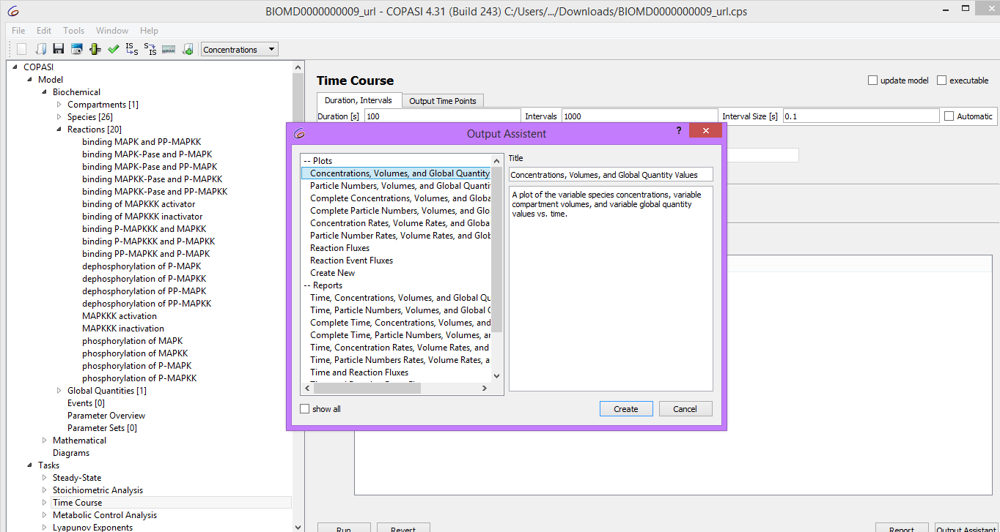 BIOMD0000000009_url - COPASI 4.31 (Build 243) C:/Users/.../Downloads/BIOMD0000000009_url.cps
File Edit Tools Window Help
Concentrations
COPASI
Model
Biochemical
Compartments [1]
Species [26]
Reactions [20]
binding MAPK and PP-MAPKK
binding MAPK-Pase and P-MAPK
binding MAPK-Pase and PP-MAPK
binding MAPKK-Pase and P-MAPKK
binding MAPKK-Pase and PP-MAPKK
binding of MAPKKK activator
binding of MAPKKK inactivator
binding P-MAPKKK and MAPKK
binding P-MAPKKK and P-MAPKK
binding PP-MAPKK and P-MAPK
dephosphorylation of P-MAPK
dephosphorylation of P-MAPKK
dephosphorylation of PP-MAPK
dephosphorylation of PP-MAPKK
MAPKKK activation
MAPKKK inactivation
phosphorylation of MAPK
phosphorylation of MAPKK
phosphorylation of P-MAPK
phosphorylation of P-MAPKK
Global Quantities [1]
Events [0]
Parameter Overview
Parameter Sets [0]
Mathematical
Diagrams
Tasks
Steady-State
Stoichiometric Analysis
Time Course
Metabolic Control Analysis
Lyapunov Exponents
Time Course
update model executable
Duration, Intervals Output Time Points
Duration [s] 100 Intervals 1000 Interval Size [s] 0.1 Automatic
Output Assistent
?
-- Plots
Concentrations, Volumes, and Global Quantity
Particle Numbers, Volumes, and Global Quanti
Complete Concentrations, Volumes, and Globa
Complete Particle Numbers, Volumes, and Glo
Concentration Rates, Volume Rates, and Globa
Particle Number Rates, Volume Rates, and Glob
Reaction Fluxes
Reaction Event Fluxes
Create New
-- Reports
Time, Concentrations, Volumes, and Global Qu
Time, Particle Numbers, Volumes, and Global Q
Complete Time, Concentrations, Volumes, and
Complete Time, Particle Numbers, Volumes, ar
Time, Concentration Rates, Volume Rates, and
Time, Particle Numbers Rates, Volume Rates, a
Time and Reaction Fluxes
Title
Concentrations, Volumes, and Global Quantity Values
A plot of the variable species concentrations, variable
compartment volumes, and variable global quantity
values vs. time.
show all
Create Cancel
Run Revert Report Output Assistant